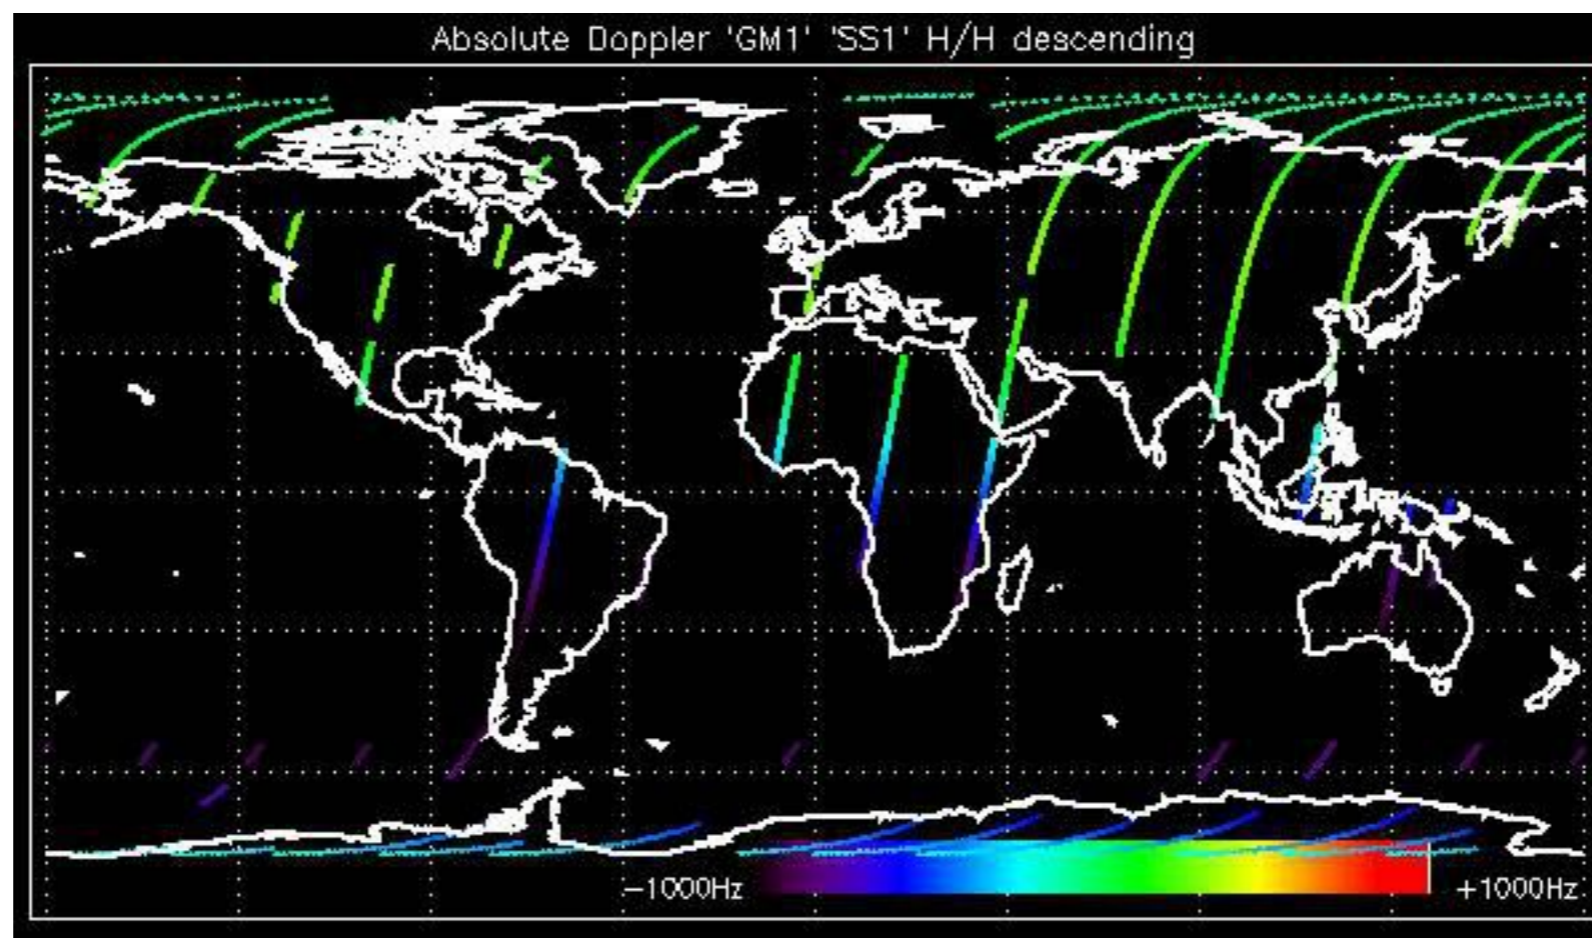 Absolute Doppler 'GM1' 'SS1' H/H descending
-1000Hz +1000Hz